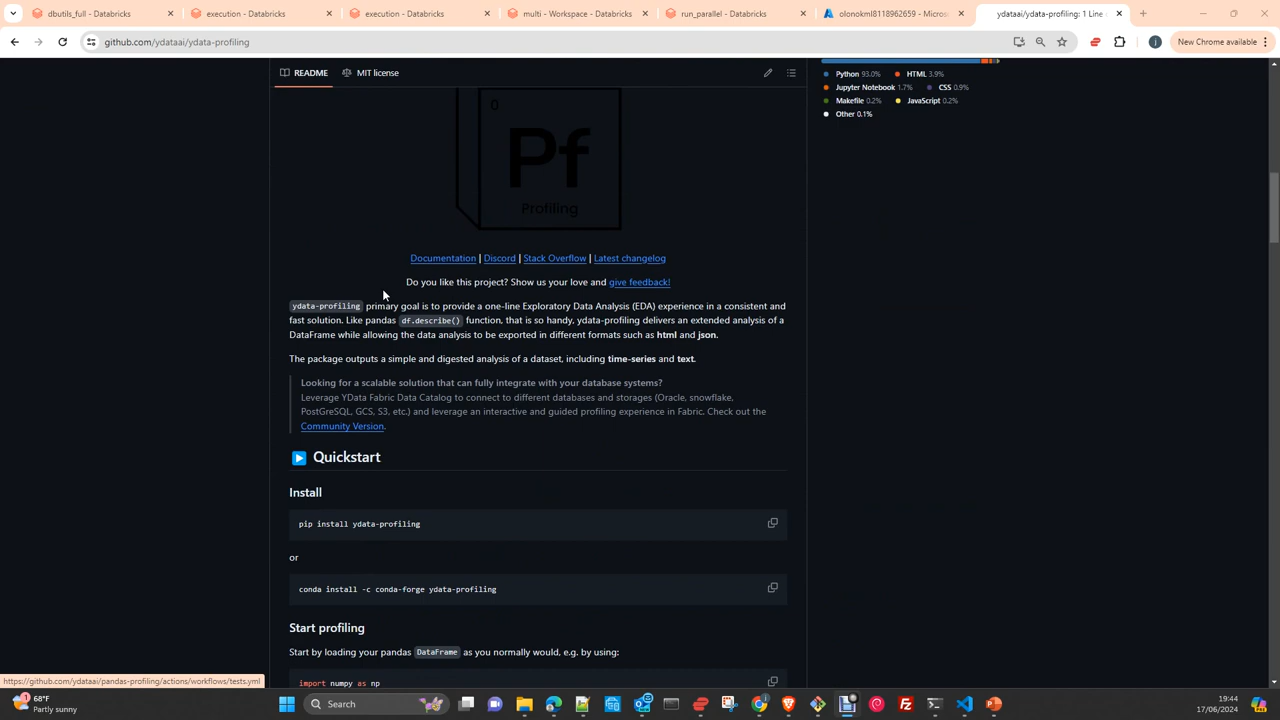 dbutils_full - Databricks
execution - Databricks
execution - Databricks
multi - Workspace - Databricks
run_parallel - Databricks
olonokml8118962659 - Micros
ydataai/ydata-profiling: 1 Line
github.com/ydataai/ydata-profiling
New Chrome available
README
MIT license
Python 93.0%
HTML 3.9%
Jupyter Notebook 1.7%
CSS 0.9%
Makefile 0.2%
JavaScript 0.2%
Other 0.1%
0
Pf
Profiling
Documentation | Discord | Stack Overflow | Latest changelog
Do you like this project? Show us your love and give feedback!
ydata-profiling primary goal is to provide a one-line Exploratory Data Analysis (EDA) experience in a consistent and
fast solution. Like pandas df.describe() function, that is so handy, ydata-profiling delivers an extended analysis of a
DataFrame while allowing the data analysis to be exported in different formats such as html and json.
The package outputs a simple and digested analysis of a dataset, including time-series and text.
Looking for a scalable solution that can fully integrate with your database systems?
Leverage YData Fabric Data Catalog to connect to different databases and storages (Oracle, snowflake,
PostGreSQL, GCS, S3, etc.) and leverage an interactive and guided profiling experience in Fabric. Check out the
Community Version.
Quickstart
Install
pip install ydata-profiling
or
conda install -c conda-forge ydata-profiling
Start profiling
Start by loading your pandas DataFrame as you normally would, e.g. by using:
import numpy as np
https://github.com/ydataai/pandas-profiling/actions/workflows/tests.yml
68°F
Partly sunny
Search
19:44
17/06/2024